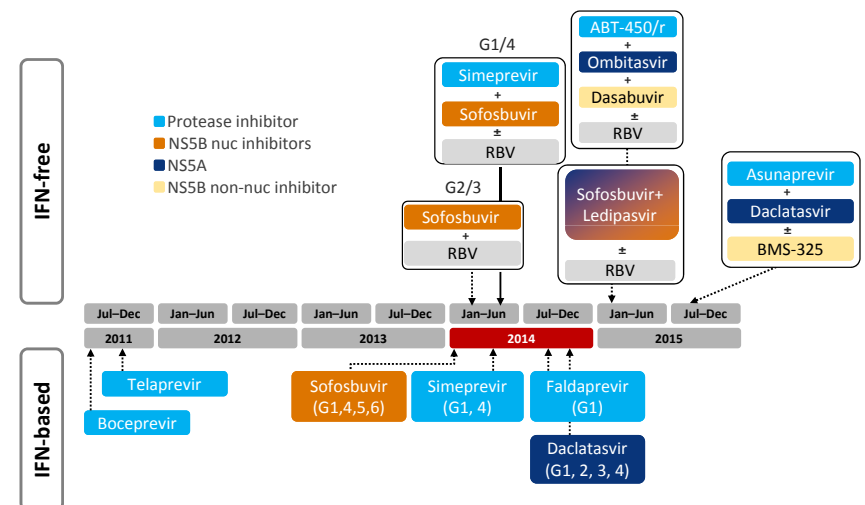 IFN-free
Protease inhibitor
NS5B nuc inhibitors
NS5A
NS5B non-nuc inhibitor
G1/4
Simeprevir
+
Sofosbuvir
±
RBV
G2/3
Sofosbuvir
+
RBV
ABT-450/r
+
Ombitasvir
+
Dasabuvir
±
RBV
Sofosbuvir+
Ledipasvir
±
RBV
Asunaprevir
+
Daclatasvir
±
BMS-325
Jul–Dec Jan–Jun Jul–Dec Jan–Jun Jul–Dec Jan–Jun Jul–Dec Jan–Jun Jul–Dec
2011 2012 2013 2014 2015
IFN-based
Telaprevir
Boceprevir
Sofosbuvir
(G1,4,5,6)
Simeprevir
(G1, 4)
Faldaprevir
(G1)
Daclatasvir
(G1, 2, 3, 4)